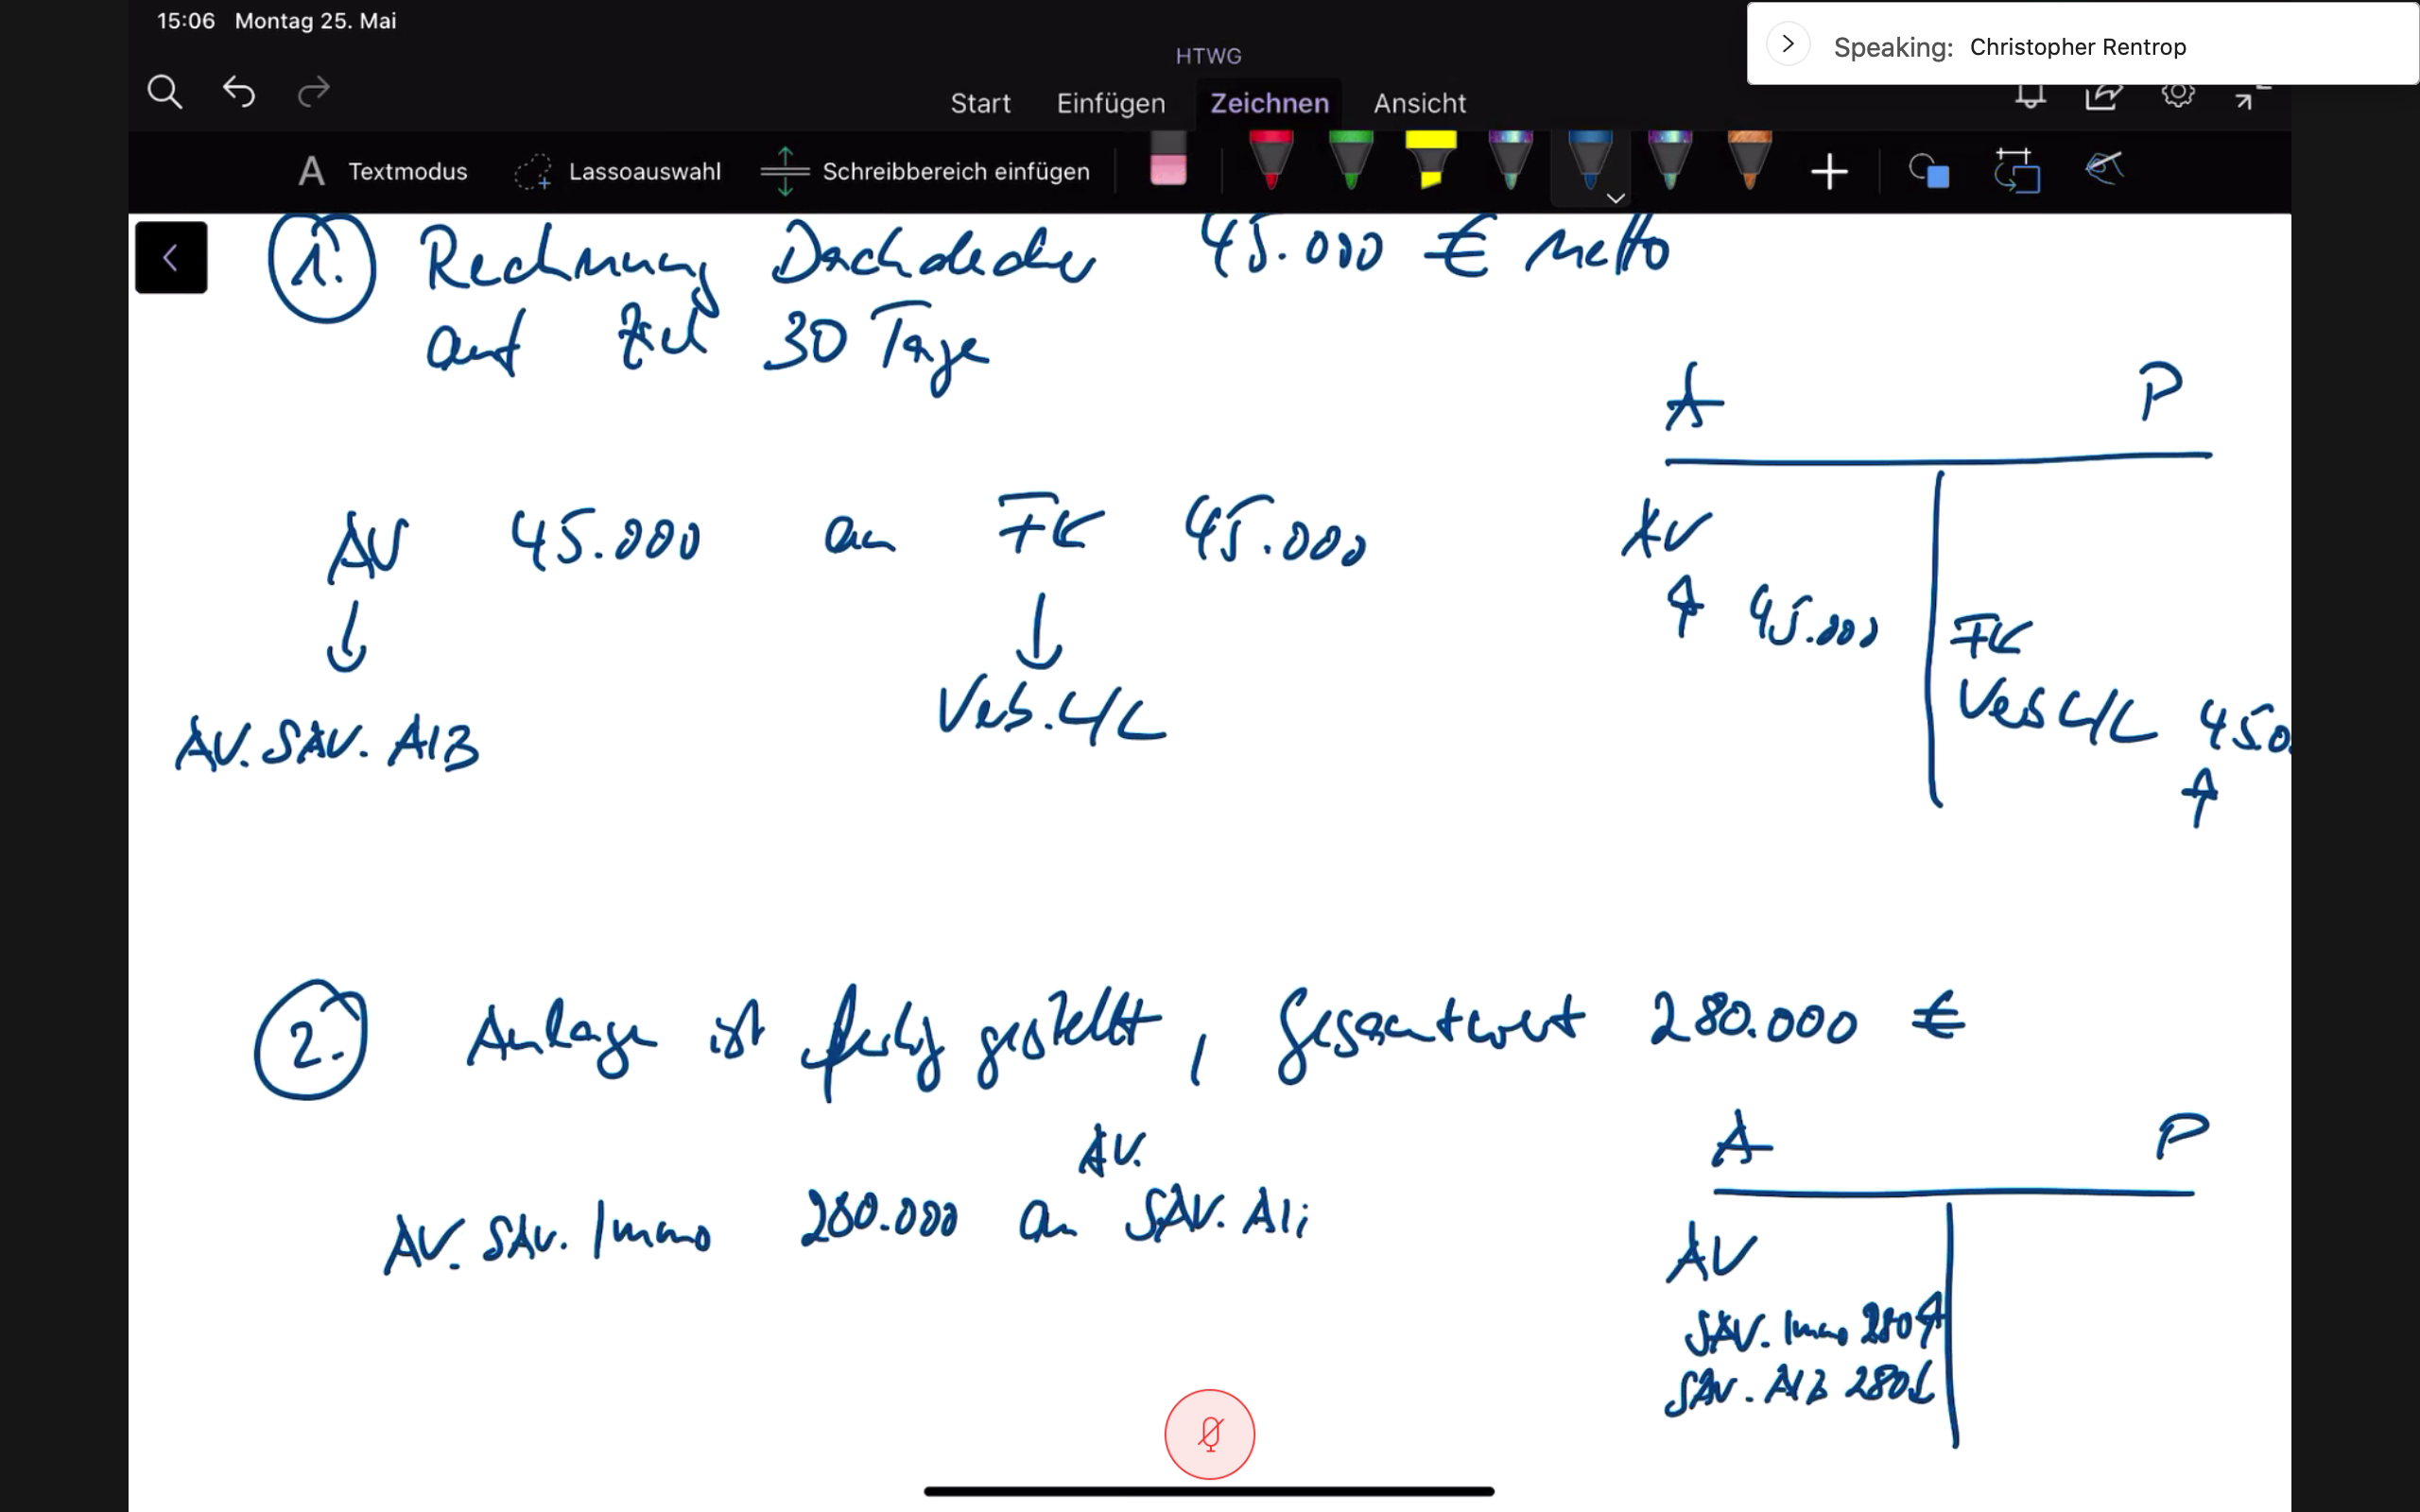 15:06 Montag 25. Mai
Speaking: Christopher Rentrop
HTWG
Start Einfügen Zeichnen Ansicht
A Textmodus Lassoauswahl Schreibbereich einfügen
1. Rechnung Dachdecker 45.000 € netto
auf Ziel 30 Tage
A P
AV 45.000 an FK 45.000
AV
45.000
FK
Verb. L/L
Verb L/L 450
AV. SAV. AIB
2. Anlage ist fertig gestellt, Gesamtwert 280.000 €
A P
AV.
AV. SAV. Immo 280.000 an SAV. AIi
AV
SAV. Immo 280
SAV. AIB 280